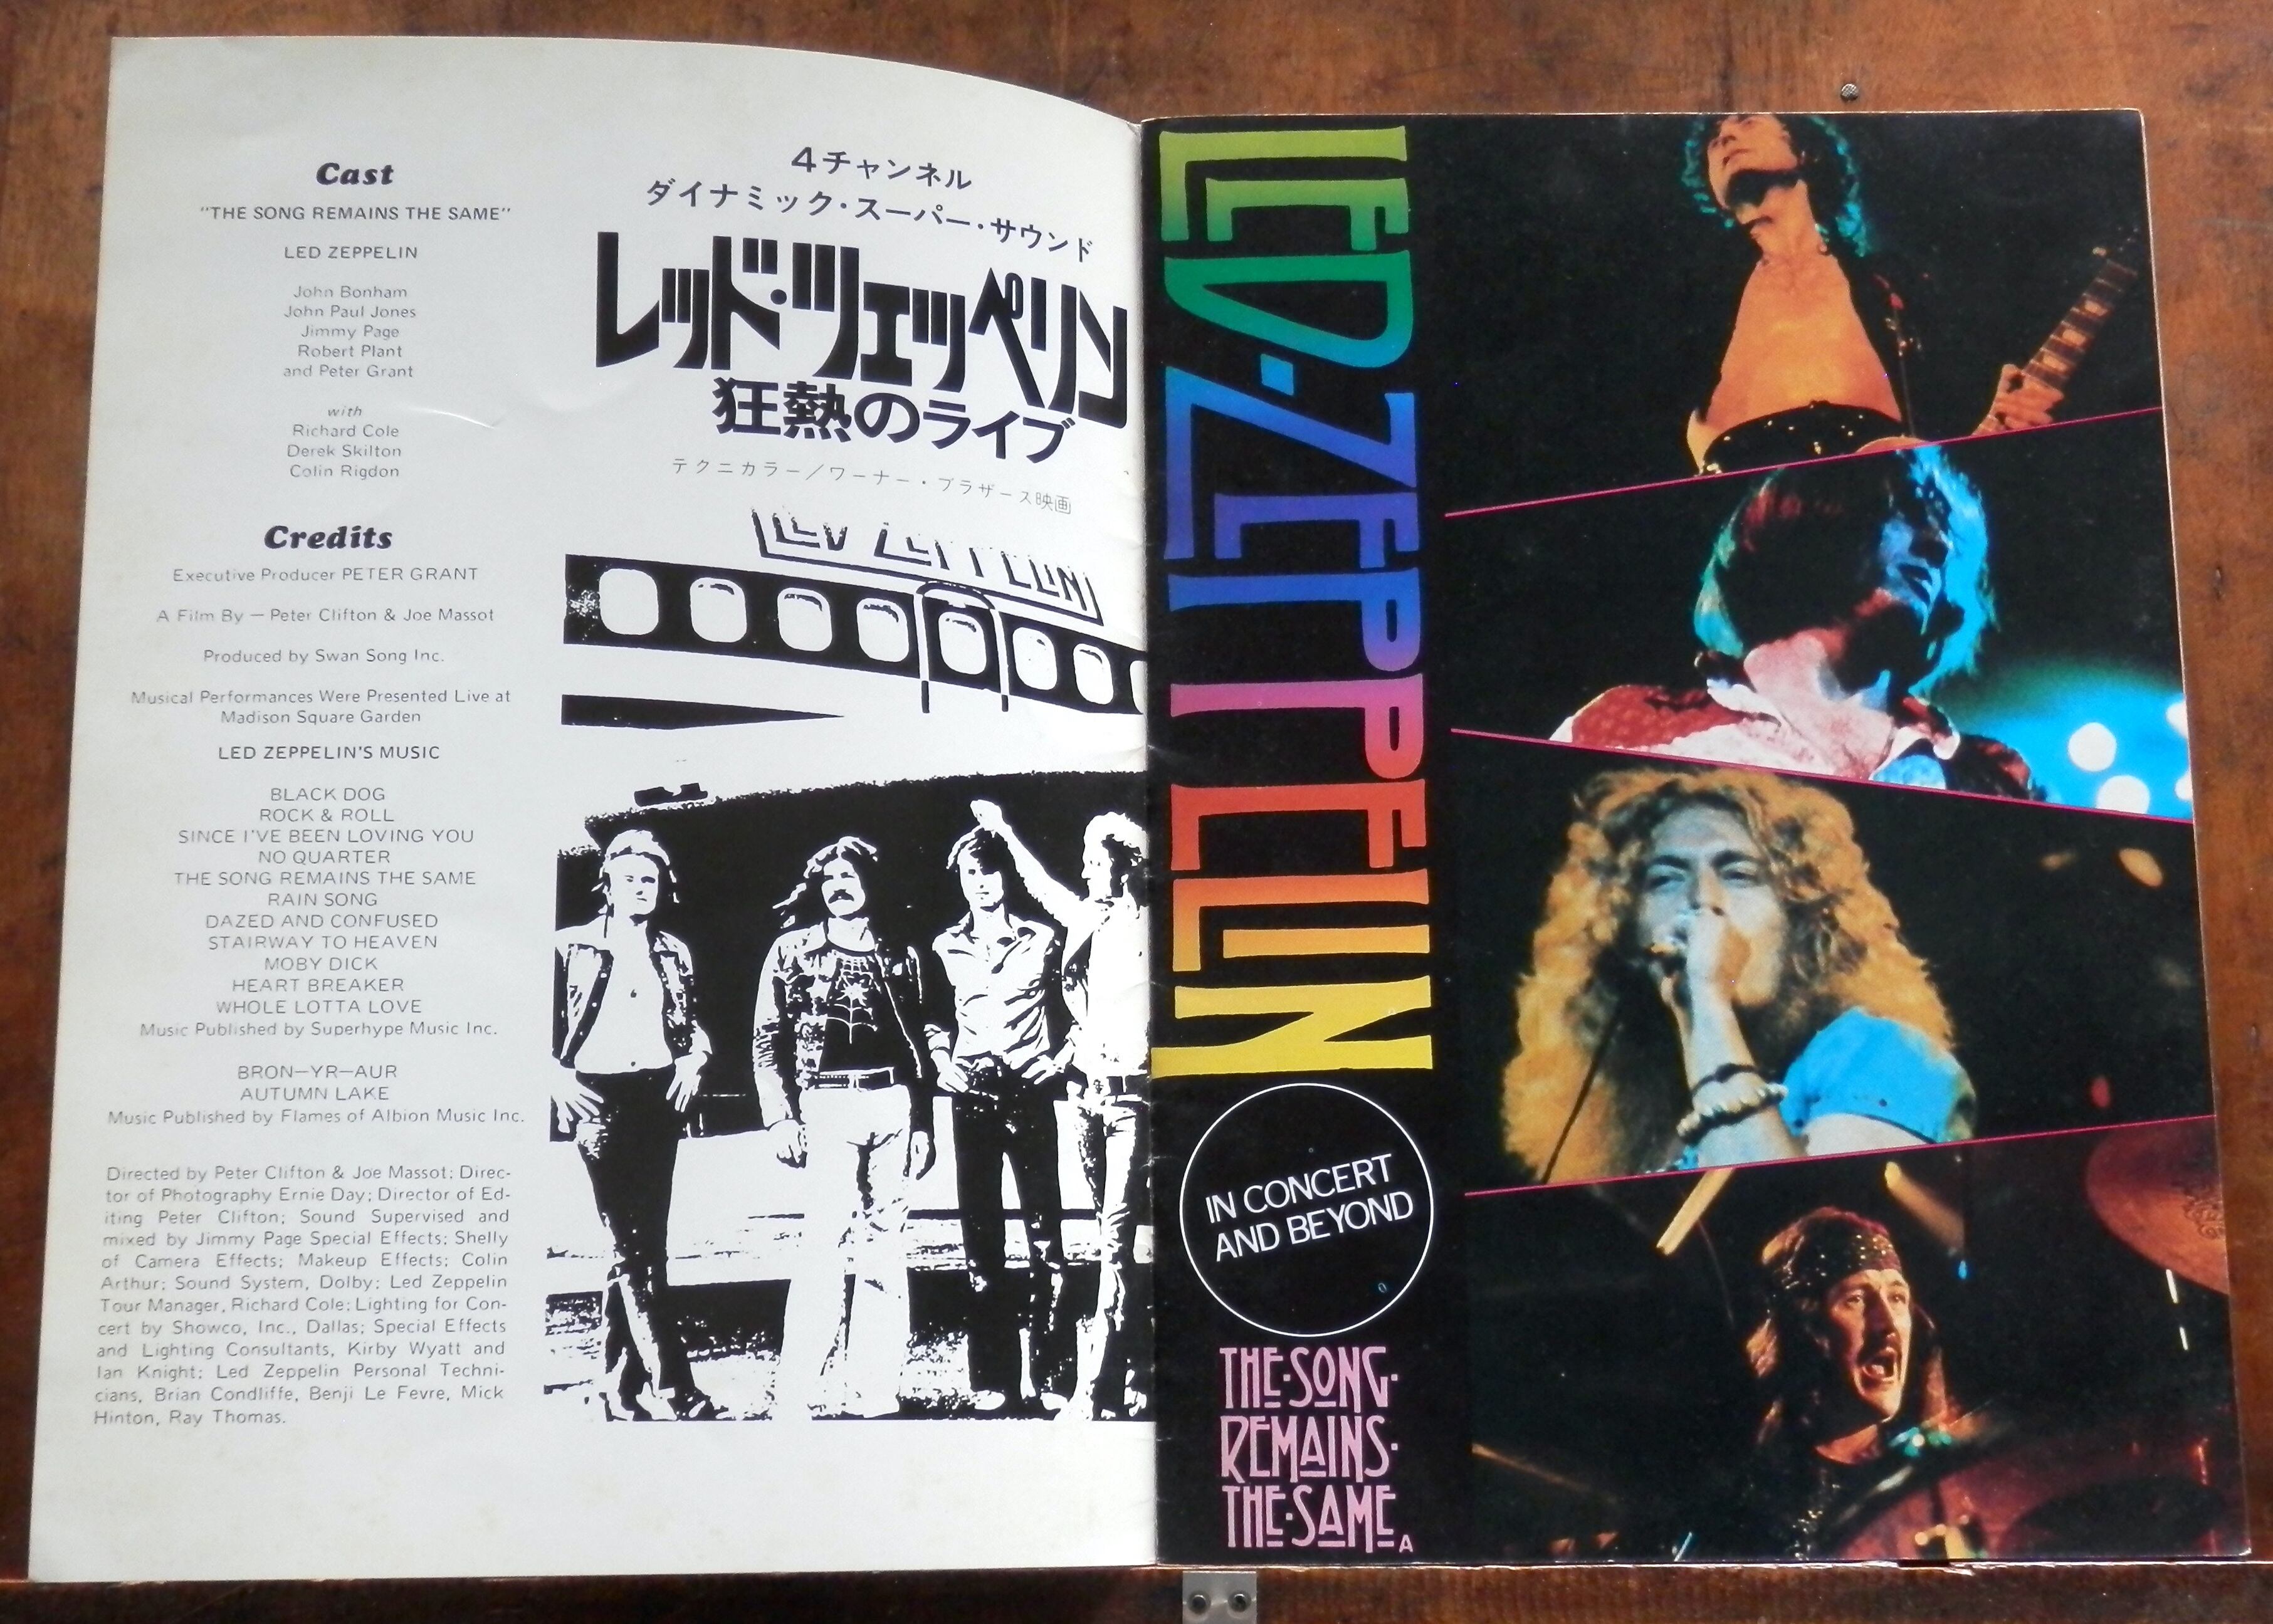 Cast
"THE SONG REMAINS THE SAME"
LED ZEPPELIN
John Bonham
John Paul Jones
Jimmy Page
Robert Plant
and Peter Grant
with
Richard Cole
Derek Skilton
Colin Rigdon
Credits
Executive Producer PETER GRANT
A Film By — Peter Clifton & Joe Massot
Produced by Swan Song Inc.
Musical Performances Were Presented Live at
Madison Square Garden
LED ZEPPELIN'S MUSIC
BLACK DOG
ROCK & ROLL
SINCE I'VE BEEN LOVING YOU
NO QUARTER
THE SONG REMAINS THE SAME
RAIN SONG
DAZED AND CONFUSED
STAIRWAY TO HEAVEN
MOBY DICK
HEART BREAKER
WHOLE LOTTA LOVE
Music Published by Superhype Music Inc.
BRON—YR—AUR
AUTUMN LAKE
Music Published by Flames of Albion Music Inc.
Directed by Peter Clifton & Joe Massot; Direc-
tor of Photography Ernie Day; Director of Ed-
iting Peter Clifton; Sound Supervised and
mixed by Jimmy Page Special Effects; Shelly
of Camera Effects; Makeup Effects; Colin
Arthur; Sound System, Dolby; Led Zeppelin
Tour Manager, Richard Cole; Lighting for Con-
cert by Showco, Inc., Dallas; Special Effects
and Lighting Consultants, Kirby Wyatt and
Ian Knight; Led Zeppelin Personal Techni-
cians, Brian Condliffe, Benji Le Fevre, Mick
Hinton, Ray Thomas.
4チャンネル
ダイナミック・スーパー・サウンド
レッド・ツェッペリン
狂熱のライブ
テクニカラー/ワーナー・ブラザース映画
LED ZEPPELIN
LED·ZEPPELIN
IN CONCERT
AND BEYOND
THE·SONG·
REMAINS·
THE·SAME
A